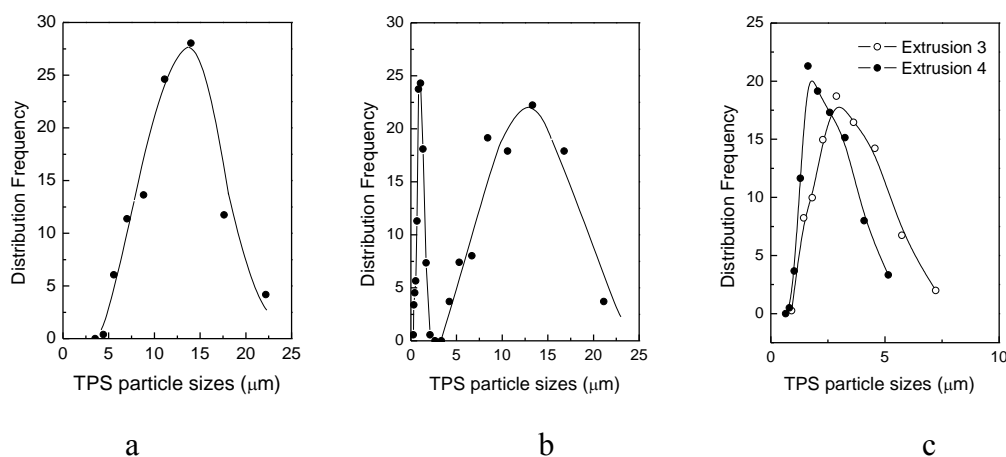 30
25
20
15
10
5
0
0 5 10 15 20 25
Distribution Frequency
TPS particle sizes (μm)
a
30
25
20
15
10
5
0
0 5 10 15 20 25
Distribution Frequency
TPS particle sizes (μm)
b
25
20
15
10
5
0
0 5 10
Distribution Frequency
Extrusion 3
Extrusion 4
TPS particle sizes (μm)
c